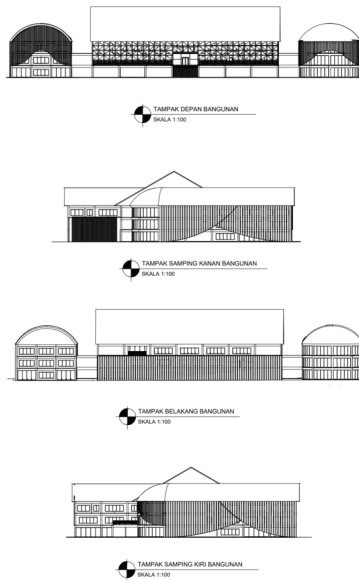 TAMPAK DEPAN BANGUNAN
SKALA 1:100
TAMPAK SAMPING KANAN BANGUNAN
SKALA 1:100
TAMPAK BELAKANG BANGUNAN
SKALA 1:100
TAMPAK SAMPING KIRI BANGUNAN
SKALA 1:100